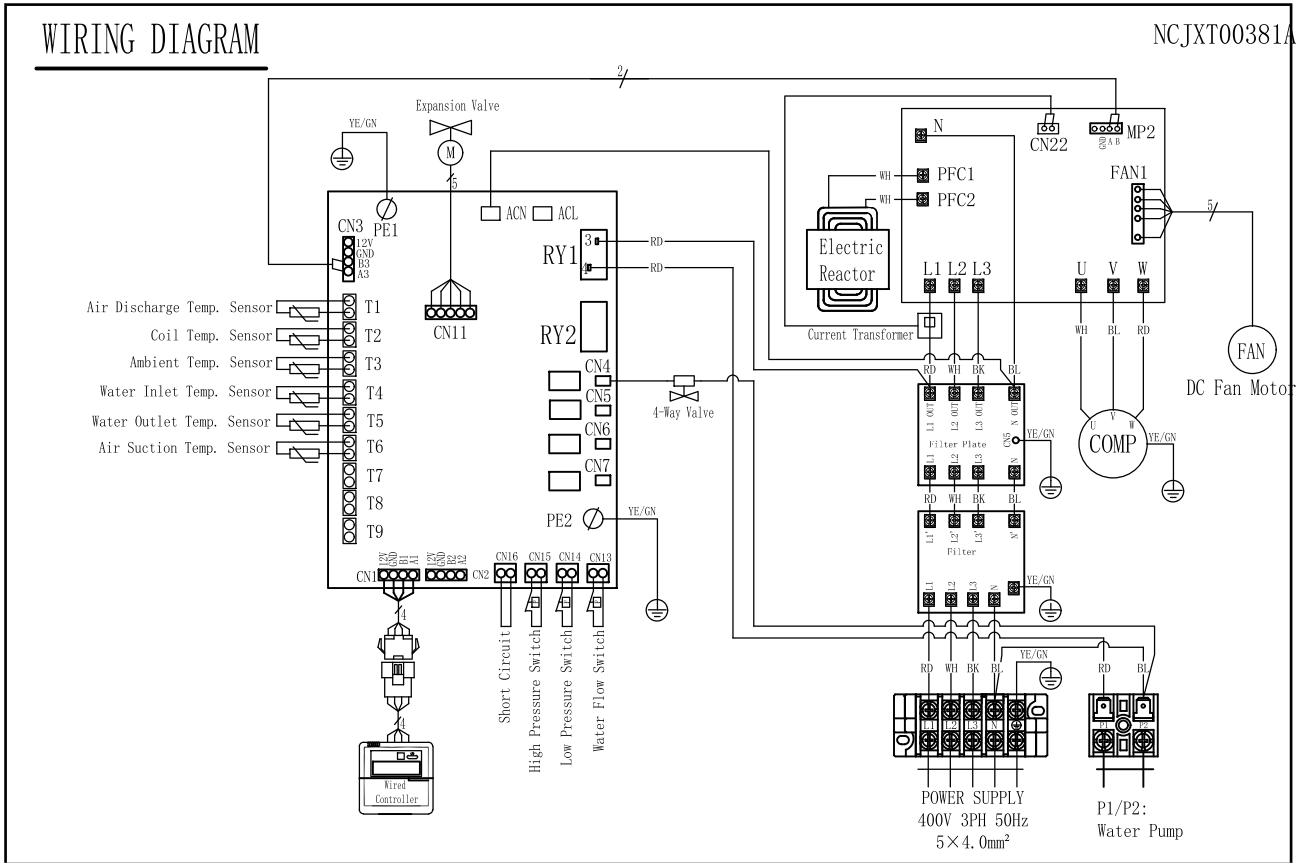 WIRING DIAGRAM
NCJXT00381A
2
Expansion Valve
YE/GN
M
5
ACN
ACL
PE1
CN3
12V
GND
B3
A3
CN11
RY1
3
4
RD
RD
RY2
CN4
CN5
CN6
CN7
4-Way Valve
Air Discharge Temp. Sensor
T1
Coil Temp. Sensor
T2
Ambient Temp. Sensor
T3
Water Inlet Temp. Sensor
T4
Water Outlet Temp. Sensor
T5
Air Suction Temp. Sensor
T6
T7
T8
T9
PE2
YE/GN
CN1
12V
GND
B1
A1
12V
GND
B2
A2
CN2
CN16
CN15
CN14
CN13
Short Circuit
High Pressure Switch
Low Pressure Switch
Water Flow Switch
4
4
Wired
Controller
N
CN22
GND
A
B
MP2
FAN1
5
WH
PFC1
WH
PFC2
Electric
Reactor
L1 L2 L3
U V W
Current Transformer
WH
BL
RD
FAN
DC Fan Motor
RD
WH
BK
BL
L1 OUT
L2 OUT
L3 OUT
N OUT
Filter Plate
CN5
YE/GN
L1
L2
L3
N
U
V
W
COMP
YE/GN
RD
WH
BK
BL
L1'
L2'
L3'
N'
Filter
L1
L2
L3
N
YE/GN
RD
WH
BK
BL
YE/GN
RD
BL
L1
L2
L3
N
P1
P2
POWER SUPPLY
400V 3PH 50Hz
5×4.0mm²
P1/P2:
Water Pump